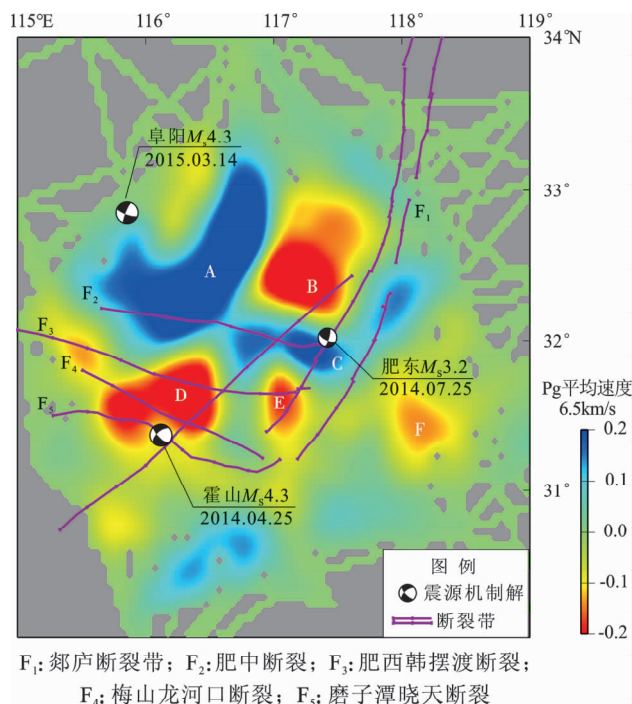 115°E 116° 117° 118° 119°
34°N
阜阳Ms4.3
2015.03.14
33°
F₁
A
B
F₂
F₃
32°
C
F₄
肥东Ms3.2
2014.07.25
D
E
F₅
F
Pg平均速度
6.5km/s
霍山Ms4.3
2014.04.25
31°
0.2
0.1
0.0
-0.1
-0.2
图 例
震源机制解
断裂带
F₁: 郯庐断裂带; F₂: 肥中断裂; F₃: 肥西韩摆渡断裂;
F₄: 梅山龙河口断裂; F₅: 磨子潭晓天断裂